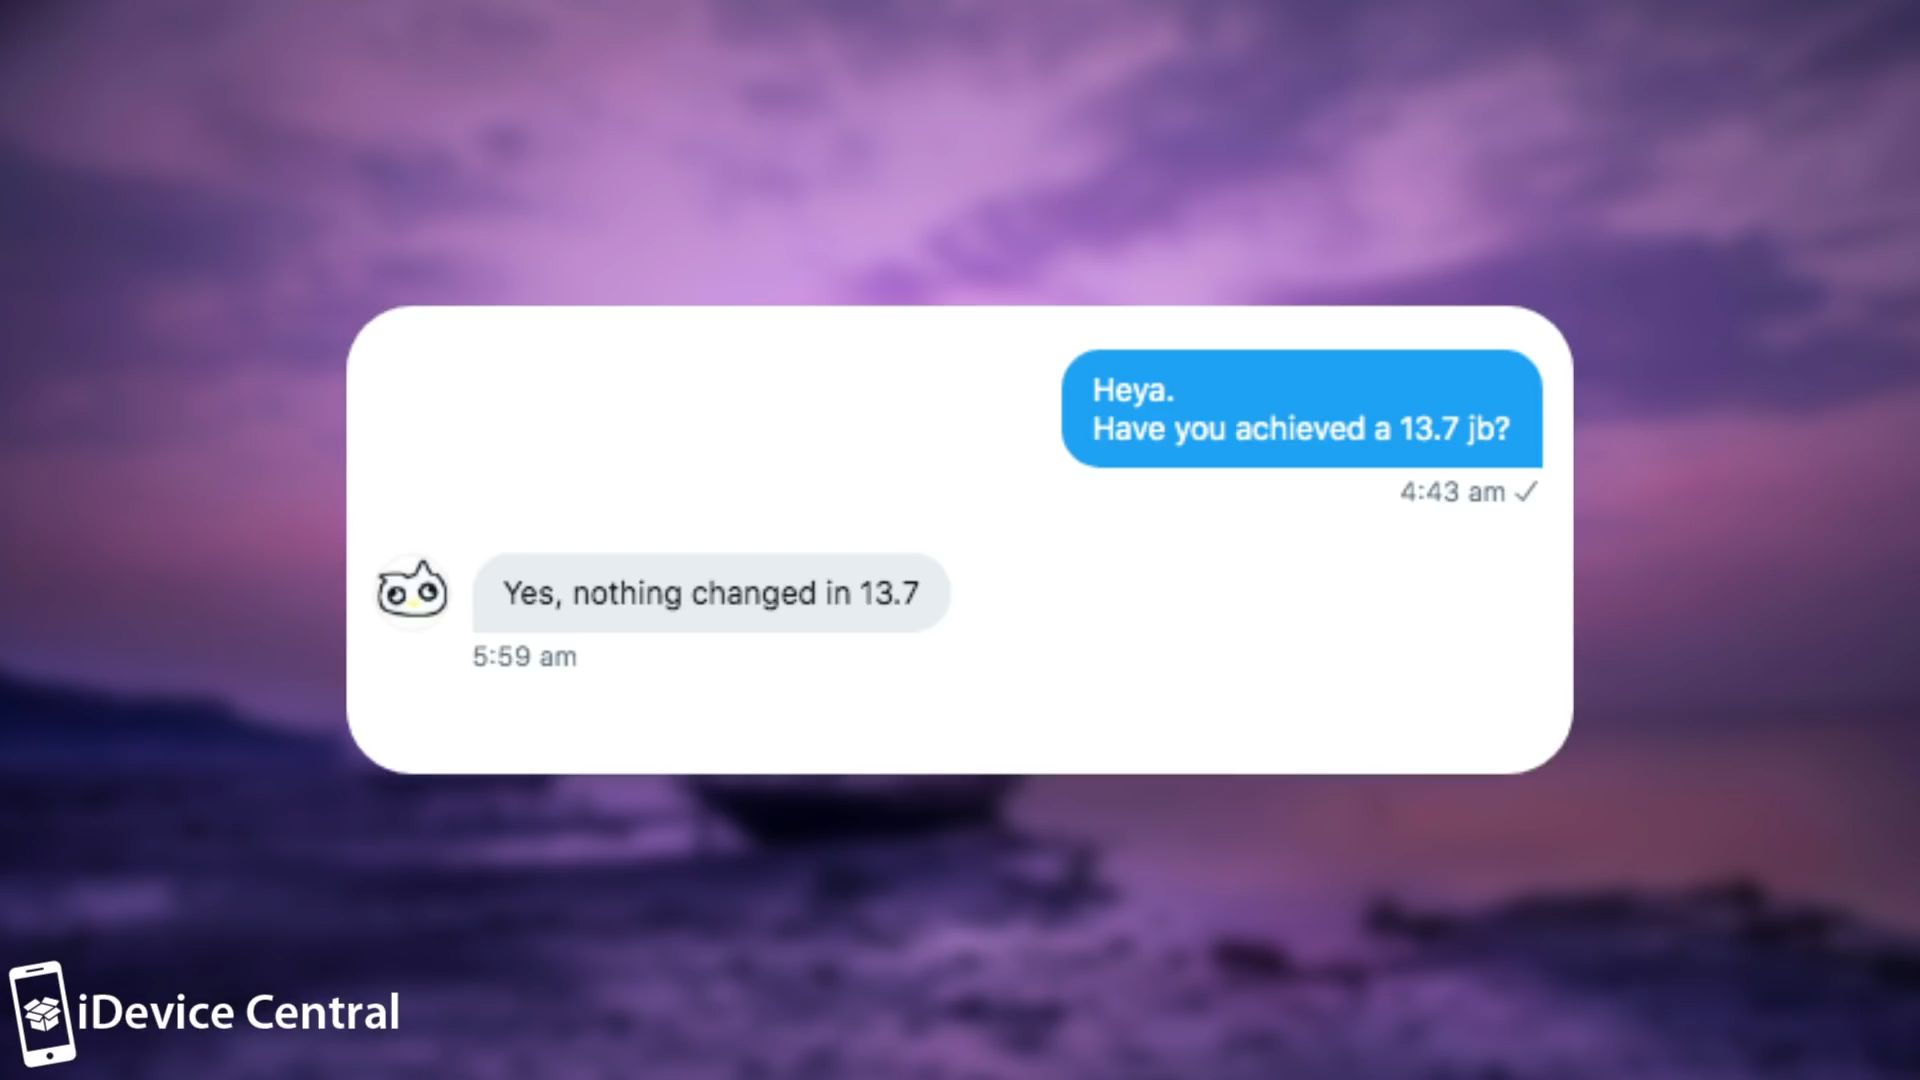 Heya.
Have you achieved a 13.7 jb?
4:43 am ✓
Yes, nothing changed in 13.7
5:59 am
iDevice Central